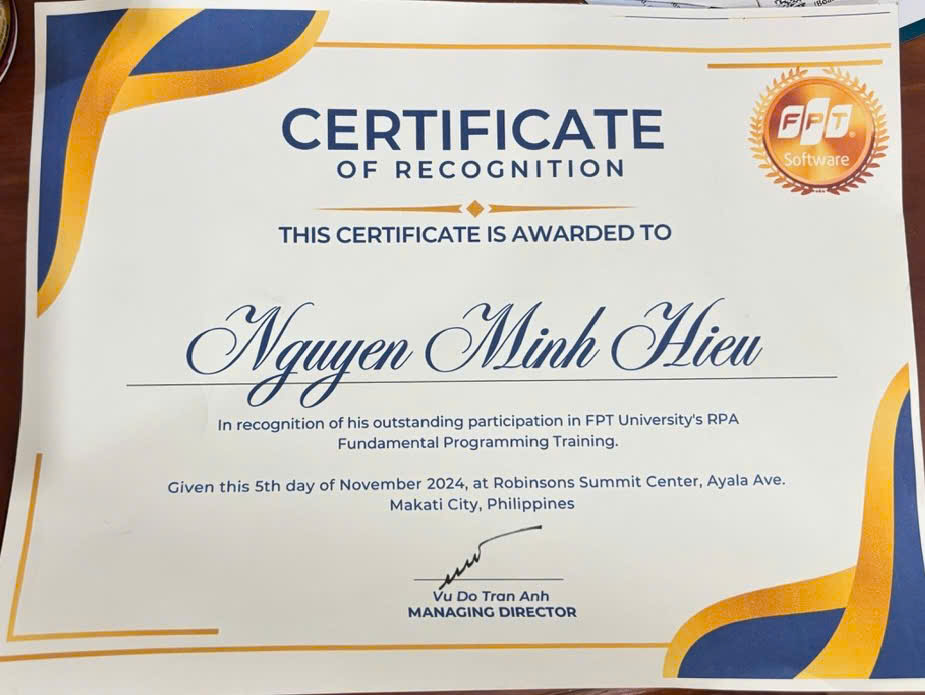 CERTIFICATE
OF RECOGNITION
FPT®
Software
THIS CERTIFICATE IS AWARDED TO
Nguyen Minh Hieu
In recognition of his outstanding participation in FPT University's RPA
Fundamental Programming Training.
Given this 5th day of November 2024, at Robinsons Summit Center, Ayala Ave.
Makati City, Philippines
Vu Do Tran Anh
MANAGING DIRECTOR